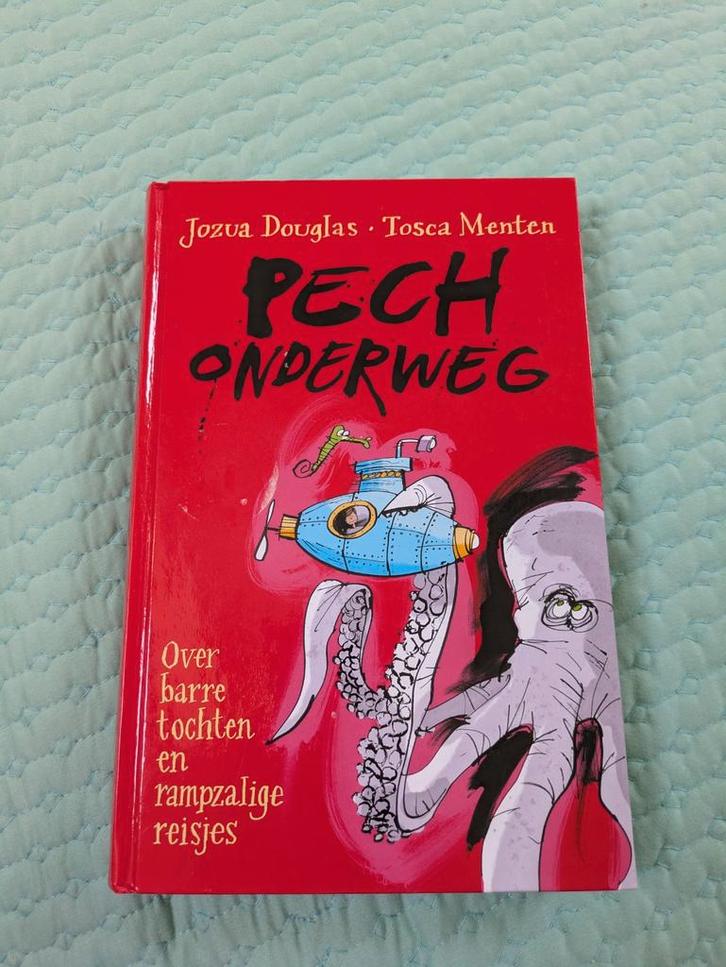 Jozua Douglas · Tosca Menten
PECH
ONDERWEG
Over
barre
tochten
en
rampzalige
reisjes